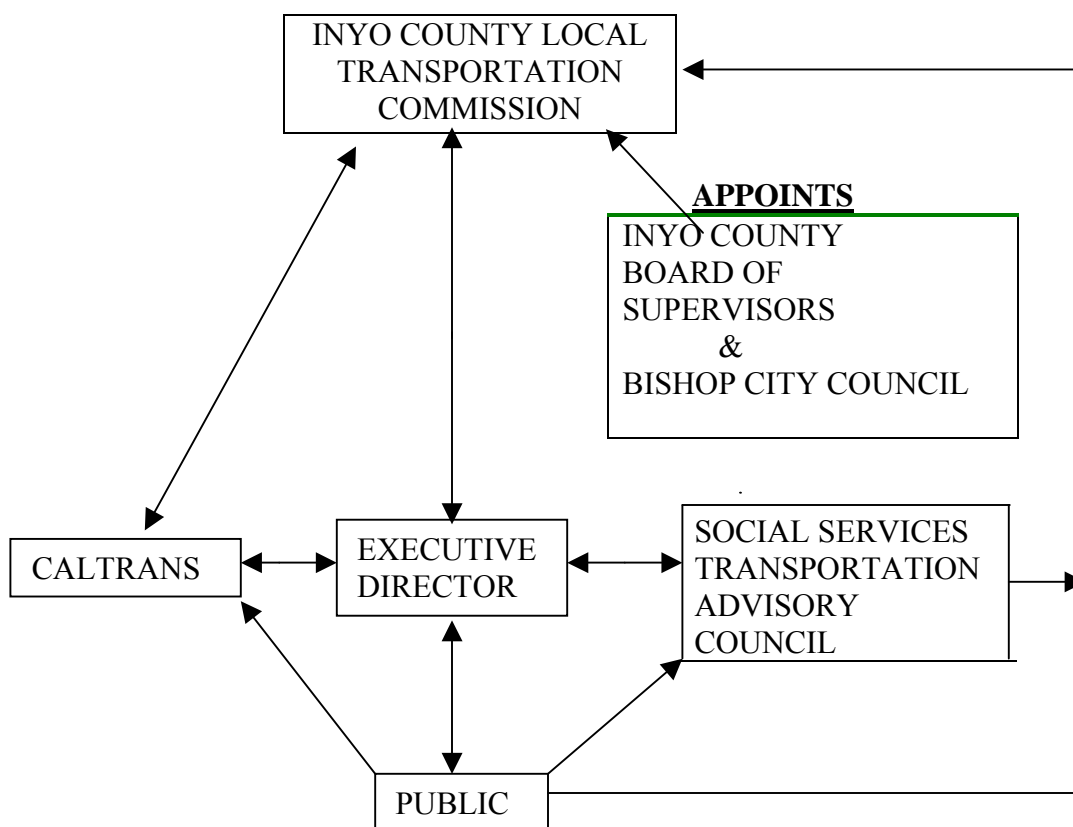 INYO COUNTY LOCAL
TRANSPORTATION
COMMISSION
APPOINTS
INYO COUNTY
BOARD OF
SUPERVISORS
&
BISHOP CITY COUNCIL
CALTRANS
EXECUTIVE
DIRECTOR
SOCIAL SERVICES
TRANSPORTATION
ADVISORY
COUNCIL
PUBLIC